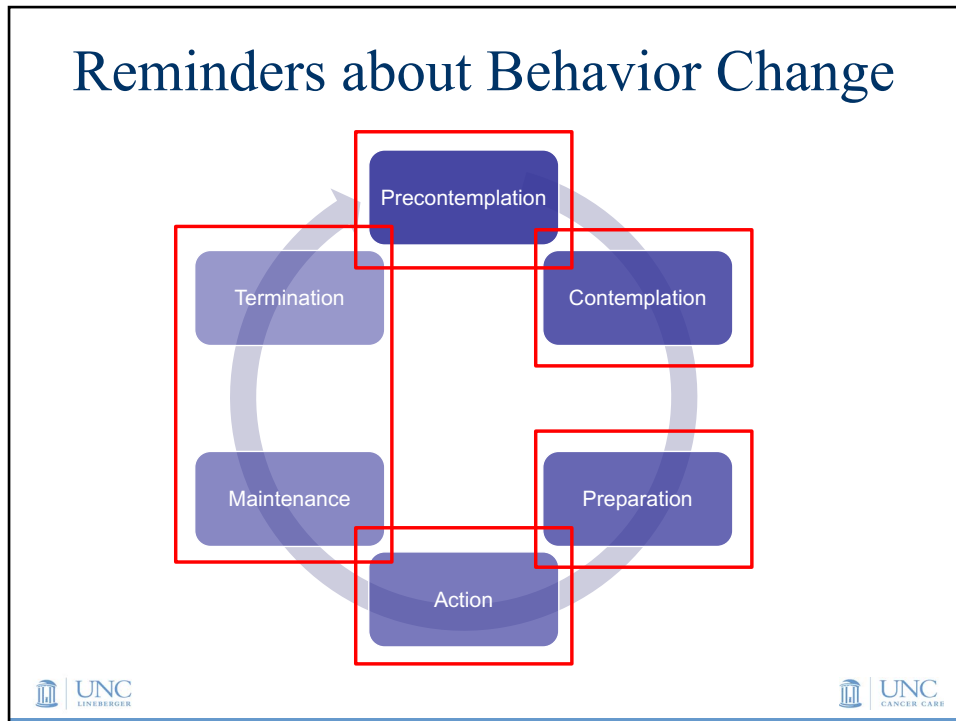 Reminders about Behavior Change
Precontemplation
Contemplation
Preparation
Action
Maintenance
Termination
UNC
LINEBERGER
UNC
CANCER CARE